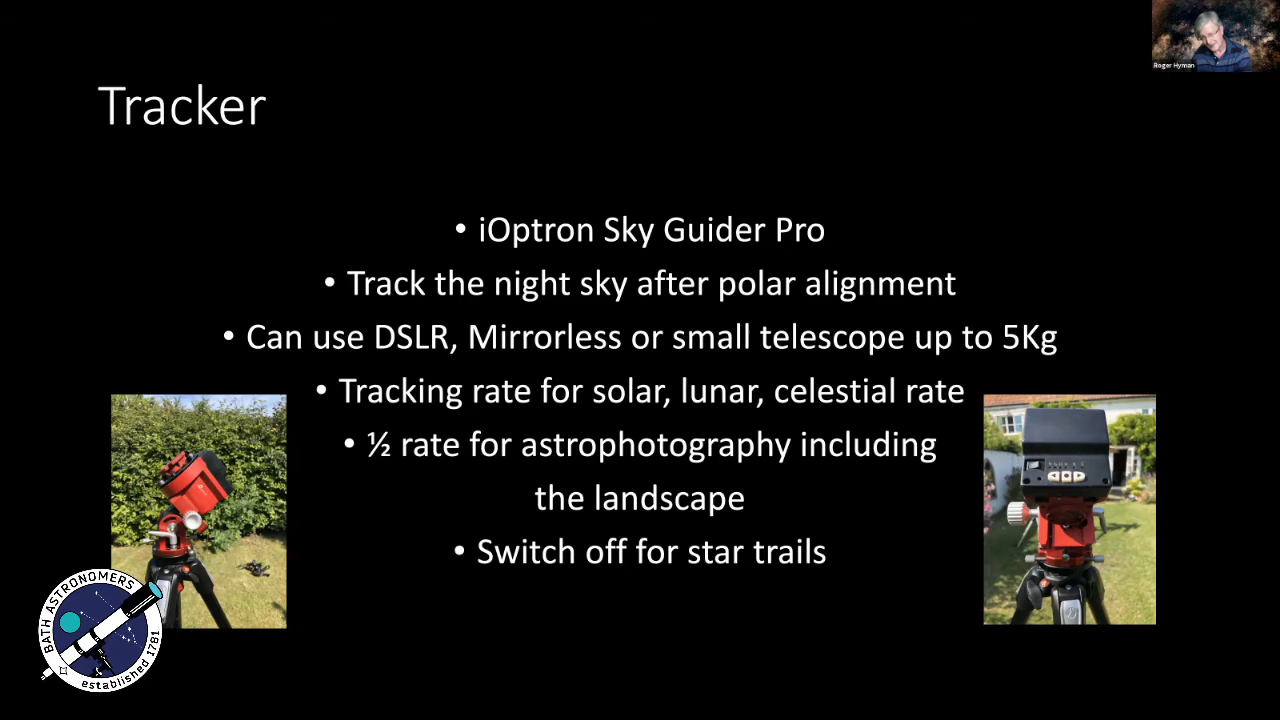 Roger Hyman
Tracker
• iOptron Sky Guider Pro
• Track the night sky after polar alignment
• Can use DSLR, Mirrorless or small telescope up to 5Kg
• Tracking rate for solar, lunar, celestial rate
• ½ rate for astrophotography including
the landscape
• Switch off for star trails
BATH ASTRONOMERS
established 1781